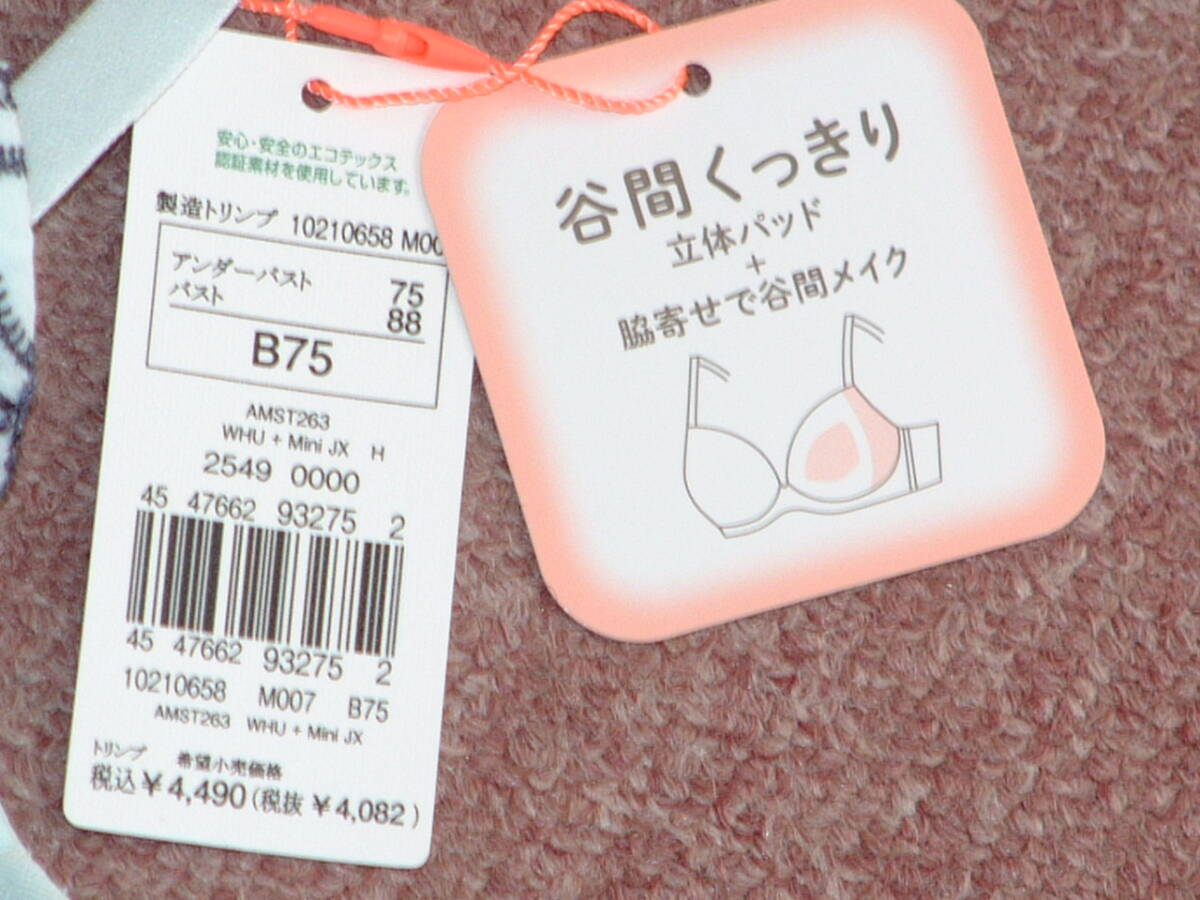 安心・安全のエコテックス
認証素材を使用しています。
製造トリンプ 10210658 M00
アンダーバスト 75
バスト 88
B75
AMST263
WHU + Mini JX H
2549 0000
45 47662 93275 2
45 47662 93275 2
10210658 M007 B75
AMST263 WHU + Mini JX
トリンプ 希望小売価格
税込 ¥4,490 (税抜 ¥4,082)
谷間くっきり
立体パッド
+
脇寄せで谷間メイク